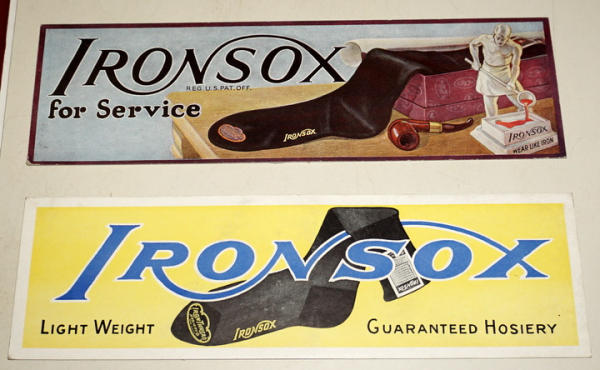 IRONSOX
REG. U.S. PAT. OFF.
for Service
IRONSOX
IRONSOX
WEAR LIKE IRON
IRONSOX
LIGHT WEIGHT
IRONSOX
GUARANTEED HOSIERY